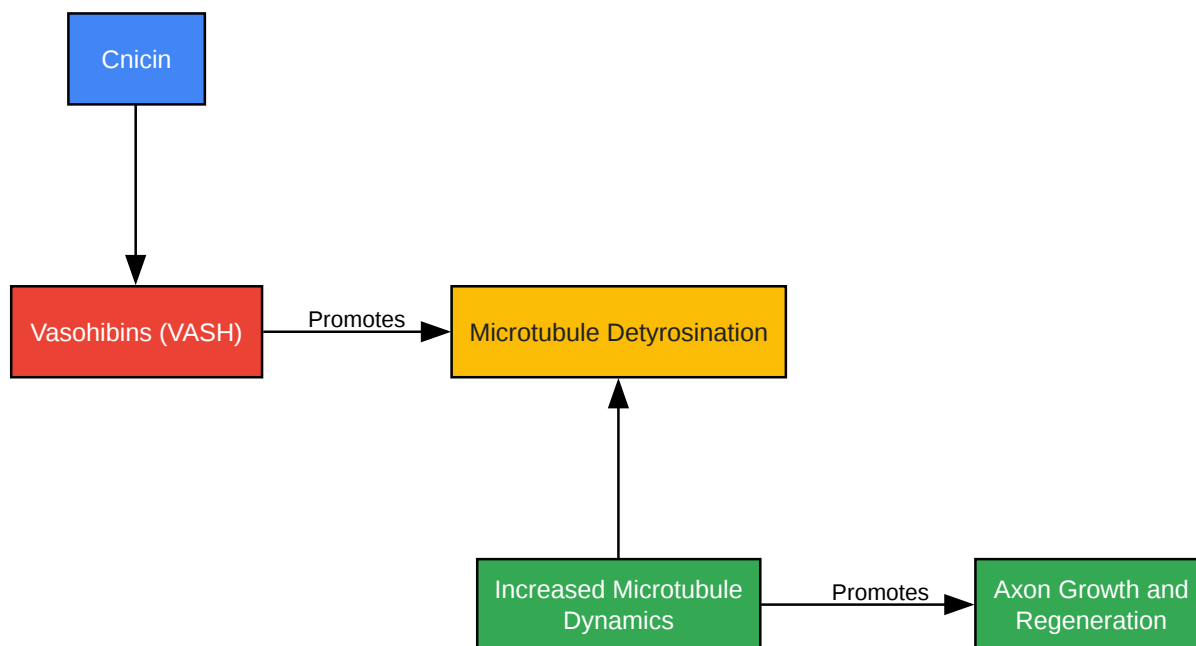 Cnicin
Vasohibins (VASH)
Promotes
Microtubule Detyrosination
Increased Microtubule
Dynamics
Promotes
Axon Growth and
Regeneration